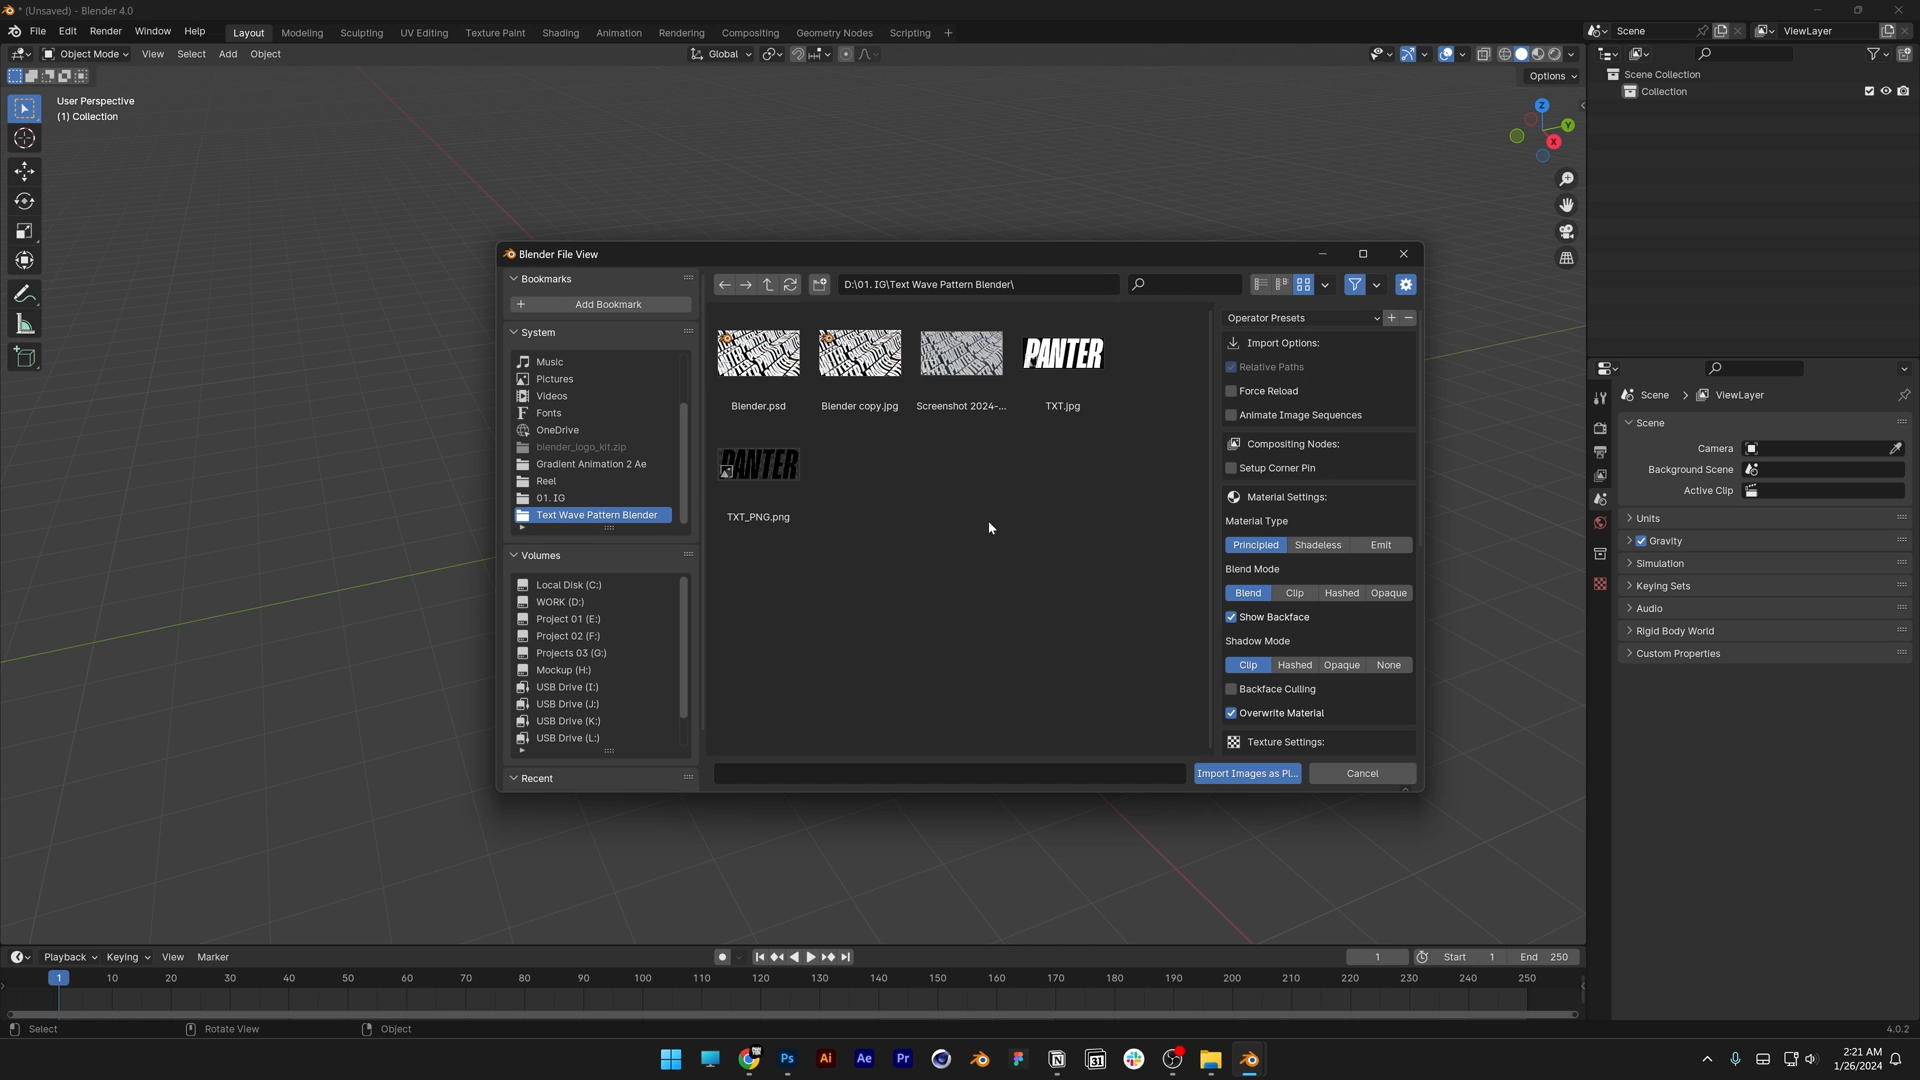 * (Unsaved) - Blender 4.0
File Edit Render Window Help Layout Modeling Sculpting UV Editing Texture Paint Shading Animation Rendering Compositing Geometry Nodes Scripting + Scene ViewLayer
Object Mode View Select Add Object Global
Options
User Perspective
(1) Collection
Z
Y
X
Scene Collection
Collection
Blender File View
Bookmarks
Add Bookmark
System
Music
Pictures
Videos
Fonts
OneDrive
blender_logo_kit.zip
Gradient Animation 2 Ae
Reel
01. IG
Text Wave Pattern Blender
Volumes
Local Disk (C:)
WORK (D:)
Project 01 (E:)
Project 02 (F:)
Projects 03 (G:)
Mockup (H:)
USB Drive (I:)
USB Drive (J:)
USB Drive (K:)
USB Drive (L:)
Recent
D:\01. IG\Text Wave Pattern Blender\
PANTER
Blender.psd Blender copy.jpg Screenshot 2024-... TXT.jpg
PANTER
TXT_PNG.png
Operator Presets
Import Options:
Relative Paths
Force Reload
Animate Image Sequences
Compositing Nodes:
Setup Corner Pin
Material Settings:
Material Type
Principled Shadeless Emit
Blend Mode
Blend Clip Hashed Opaque
Show Backface
Shadow Mode
Clip Hashed Opaque None
Backface Culling
Overwrite Material
Texture Settings:
Import Images as Pl... Cancel
Scene > ViewLayer
Scene
Camera
Background Scene
Active Clip
Units
Gravity
Simulation
Keying Sets
Audio
Rigid Body World
Custom Properties
Playback Keying View Marker 1 Start 1 End 250
1 10 20 30 40 50 60 70 80 90 100 110 120 130 140 150 160 170 180 190 200 210 220 230 240 250
Select Rotate View Object 4.0.2
Ps Ai Ae Pr N 31
2:21 AM
1/26/2024